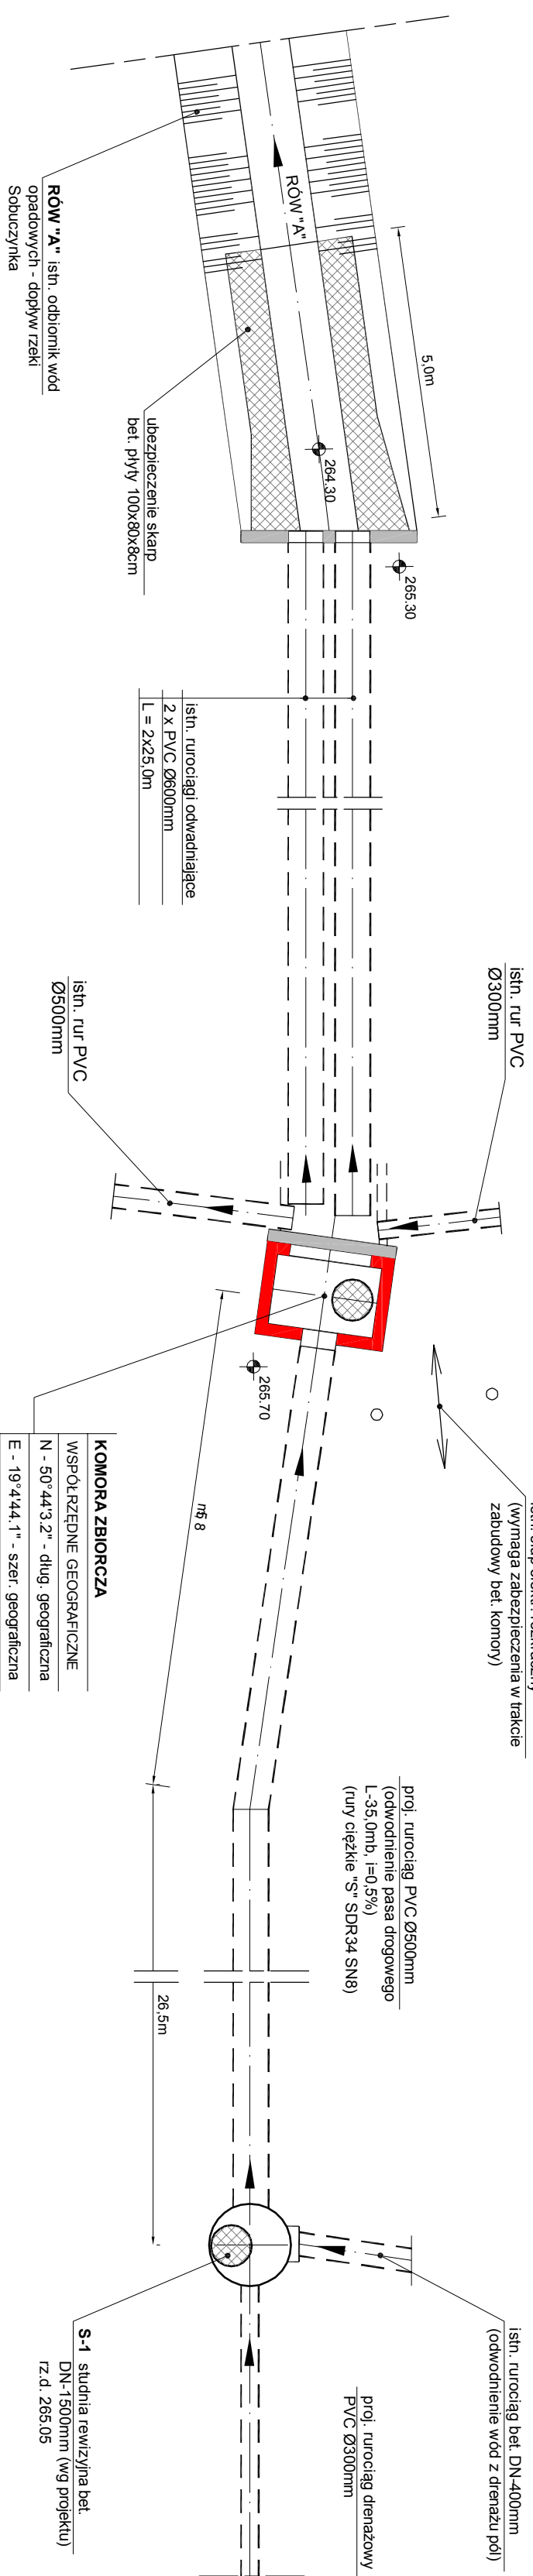 RÓW "A" istn. odbiornik wód
opadowych - dopływ rzeki
Sobuczynka
RÓW "A"
5,0m
ubezpieczenie skarp
bet. płyty 100x80x8cm
264.30
265.30
istn. rurociągi odwadniające
2 x PVC Ø600mm
L = 2x25,0m
istn. rur PVC
Ø300mm
istn. rur PVC
Ø500mm
265.70
(wymaga zabezpieczenia w trakcie
zabudowy bet. komory)
KOMORA ZBIORCZA
WSPÓŁRZĘDNE GEOGRAFICZNE
N - 50°44'3.2" - dług. geograficzna
E - 19°4'44.1" - szer. geograficzna
proj. rurociąg PVC Ø500mm
(odwodnienie pasa drogowego
L-35,0mb, i=0,5%)
(rury ciężkie "S" SDR34 SN8)
26,5m
istn. rurociąg bet. DN-400mm
(odwodnienie wód z drenażu pól)
S-1 studnia rewizyjna bet.
DN-1500mm (wg projektu)
rz.d. 265.05
proj. rurociąg drenażowy
PVC Ø300mm